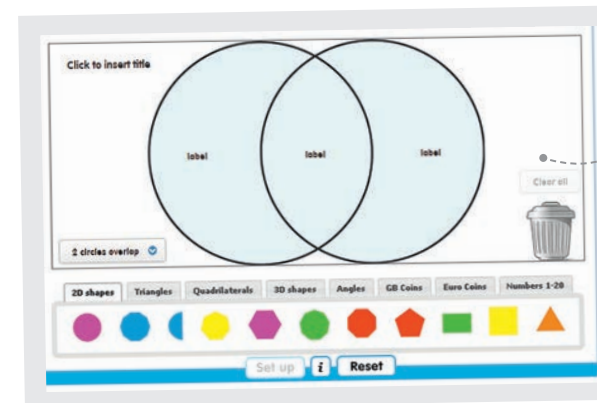 Click to insert title
label
label
label
Clear all
2 circles overlap
2D shapes
Triangles
Quadrilaterals
3D shapes
Angles
GB Coins
Euro Coins
Numbers 1-20
Set up
i
Reset